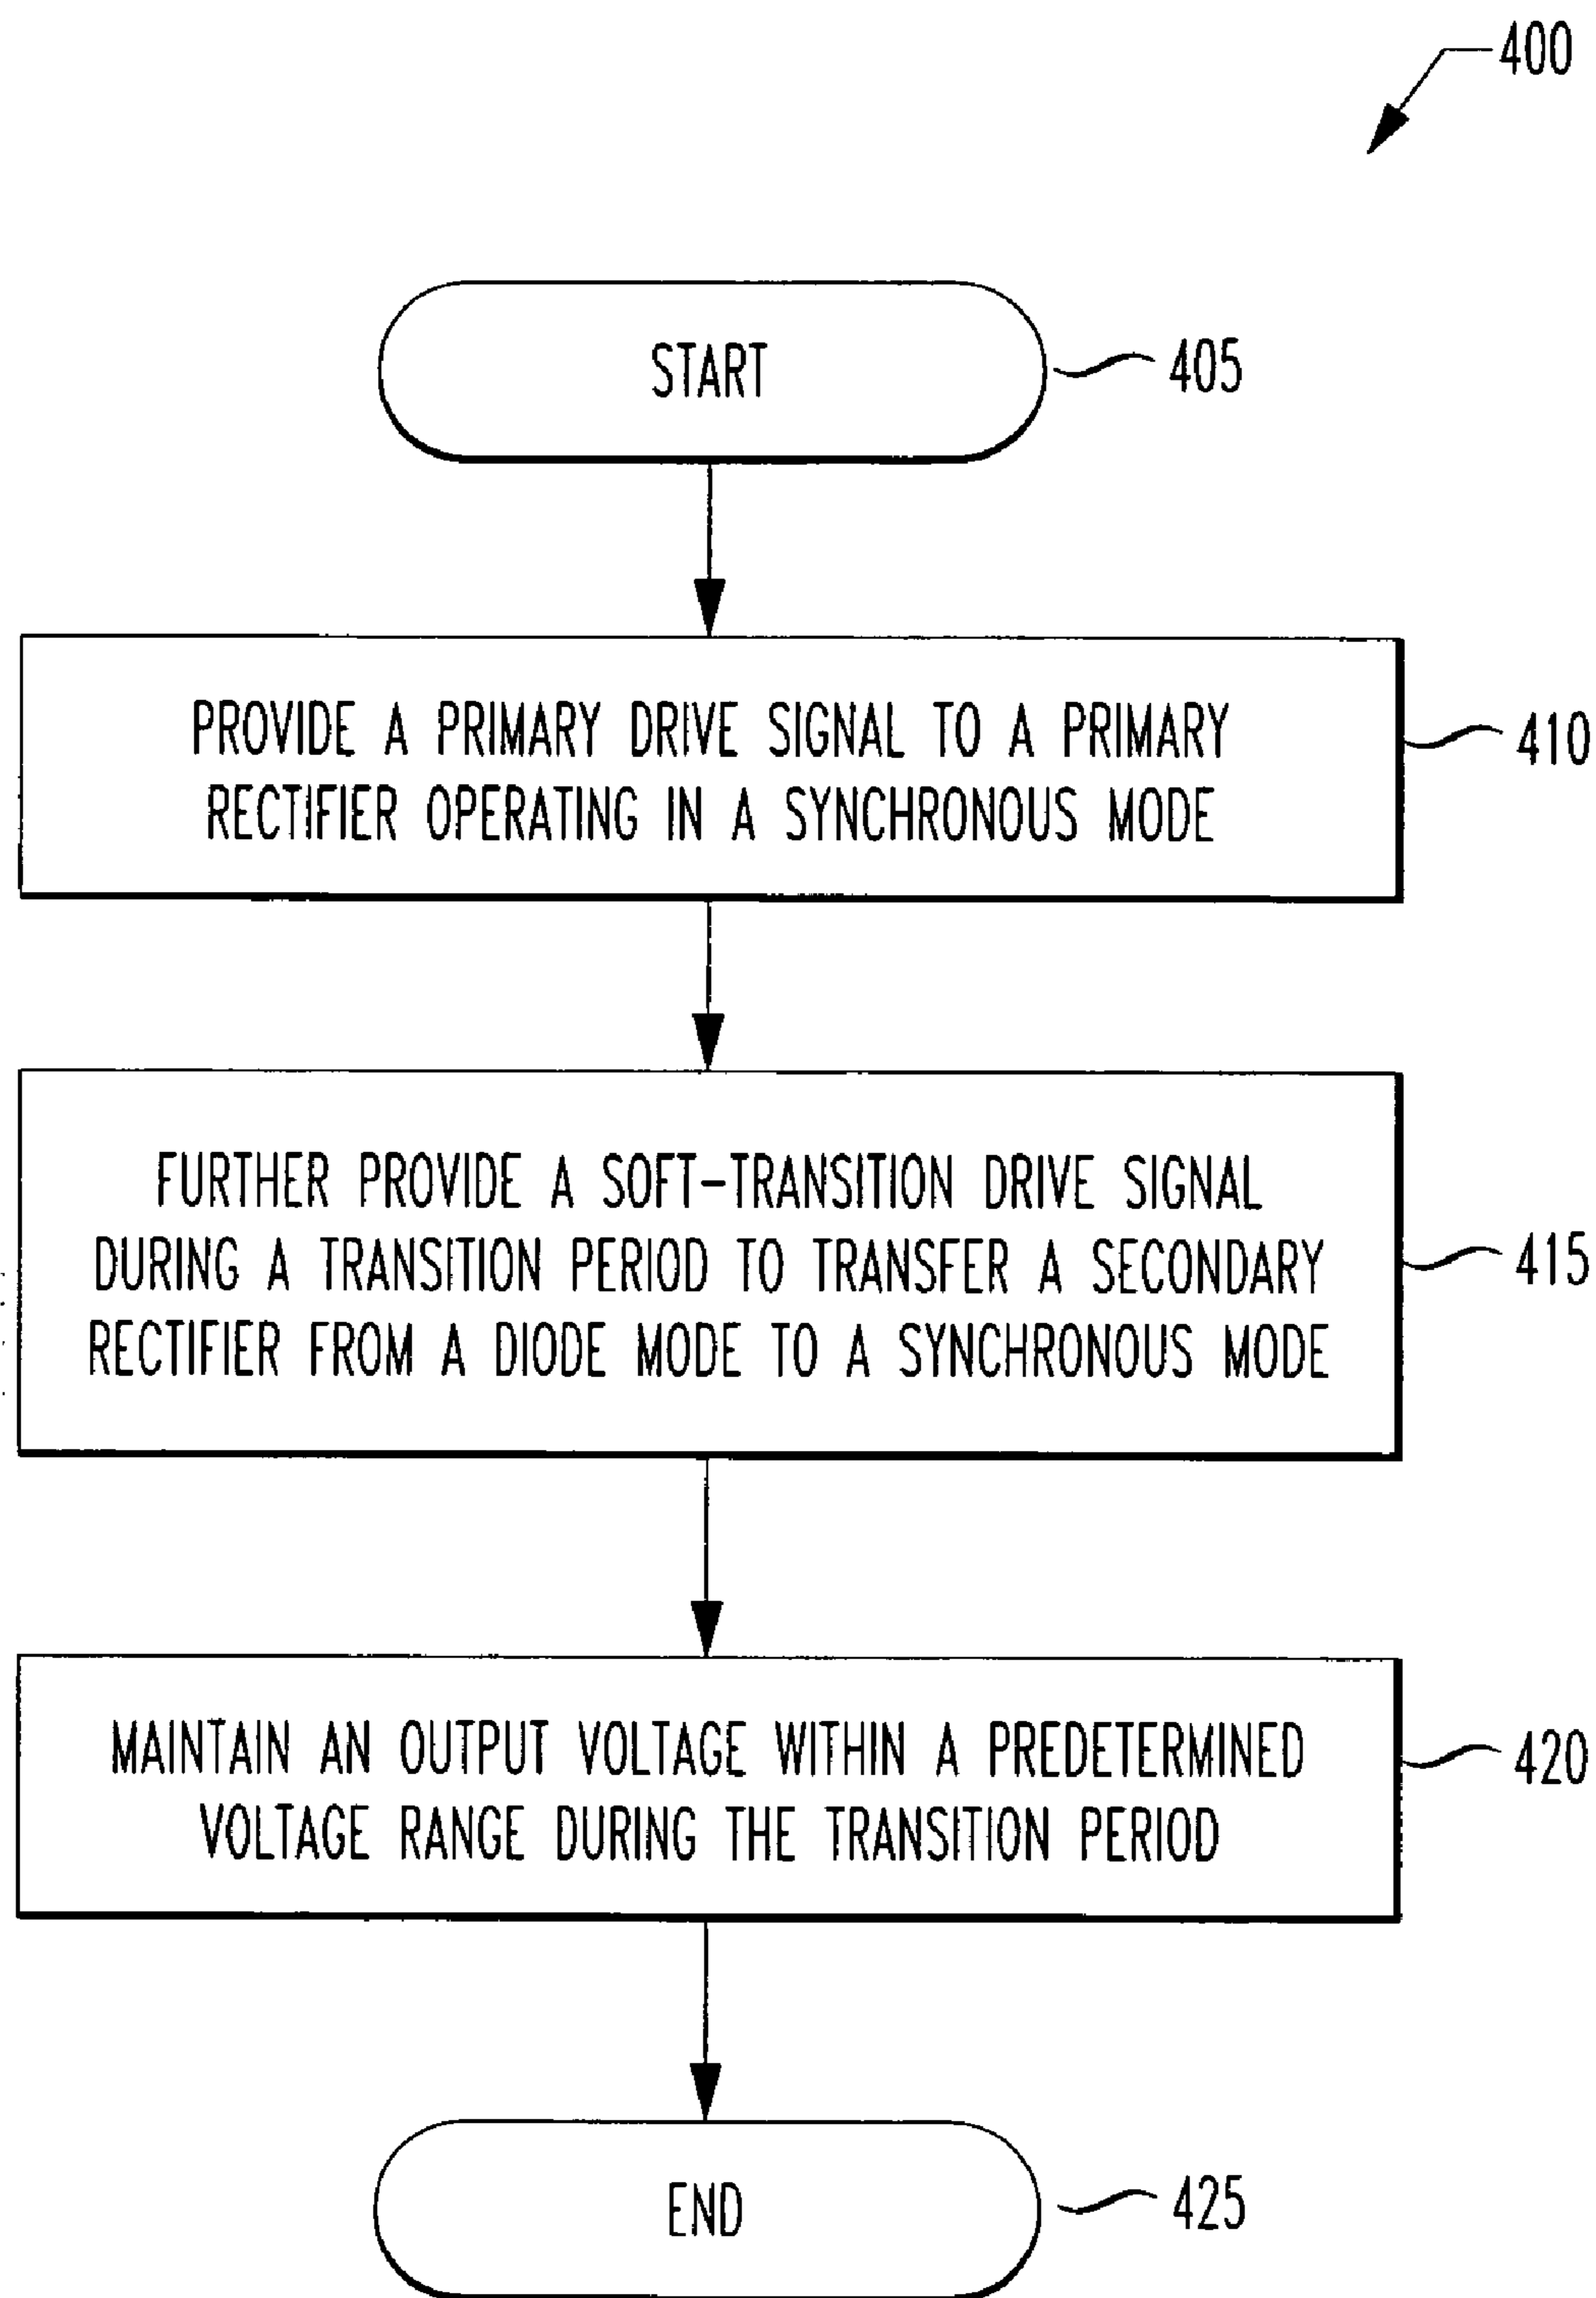 400
START
405
PROVIDE A PRIMARY DRIVE SIGNAL TO A PRIMARY
RECTIFIER OPERATING IN A SYNCHRONOUS MODE
410
FURTHER PROVIDE A SOFT-TRANSITION DRIVE SIGNAL
DURING A TRANSITION PERIOD TO TRANSFER A SECONDARY
RECTIFIER FROM A DIODE MODE TO A SYNCHRONOUS MODE
415
MAINTAIN AN OUTPUT VOLTAGE WITHIN A PREDETERMINED
VOLTAGE RANGE DURING THE TRANSITION PERIOD
420
END
425